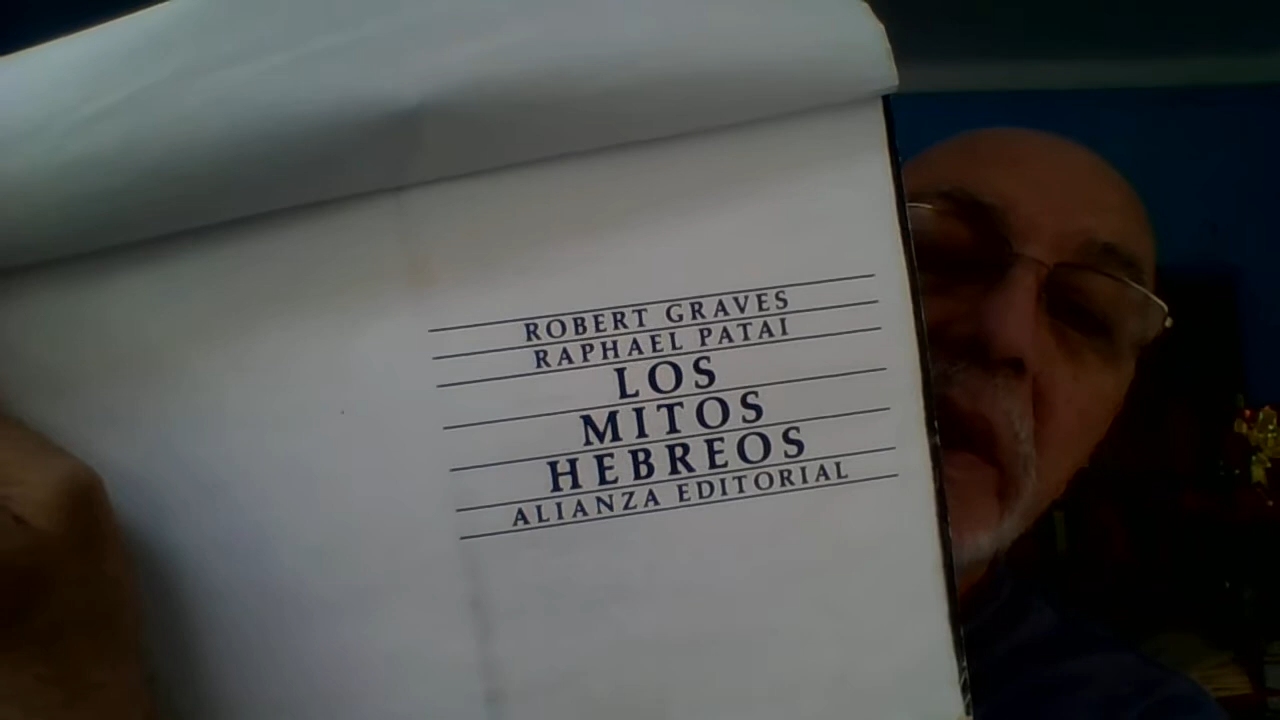 ROBERT GRAVES
RAPHAEL PATAI
LOS
MITOS
HEBREOS
ALIANZA EDITORIAL